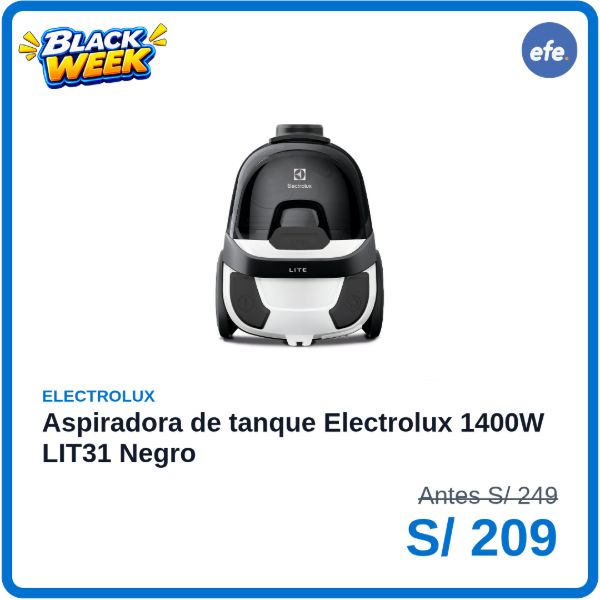 BLACK
WEEK
efe.
Electrolux
LITE
ELECTROLUX
Aspiradora de tanque Electrolux 1400W
LIT31 Negro
Antes S/ 249
S/ 209